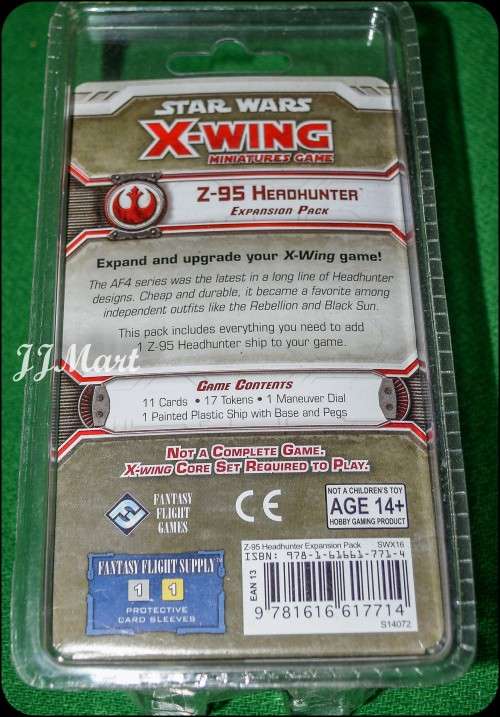 STAR WARS
X-WING
MINIATURES GAME
Z-95 HEADHUNTER™
EXPANSION PACK
Expand and upgrade your X-Wing game!
The AF4 series was the latest in a long line of Headhunter
designs. Cheap and durable, it became a favorite among
independent outfits like the Rebellion and Black Sun.
This pack includes everything you need to add
1 Z-95 Headhunter ship to your game.
JJMart
GAME CONTENTS
11 Cards • 17 Tokens • 1 Maneuver Dial
1 Painted Plastic Ship with Base and Pegs
NOT A COMPLETE GAME.
X-WING CORE SET REQUIRED TO PLAY.
FANTASY
FLIGHT
GAMES
CE
NOT A CHILDREN'S TOY
AGE 14+
HOBBY GAMING PRODUCT
FANTASY FLIGHT SUPPLY™
1 1
PROTECTIVE
CARD SLEEVES
Z-95 Headhunter Expansion Pack SWX16
ISBN: 978-1-61661-771-4
EAN 13
9 781616 617714
S14072